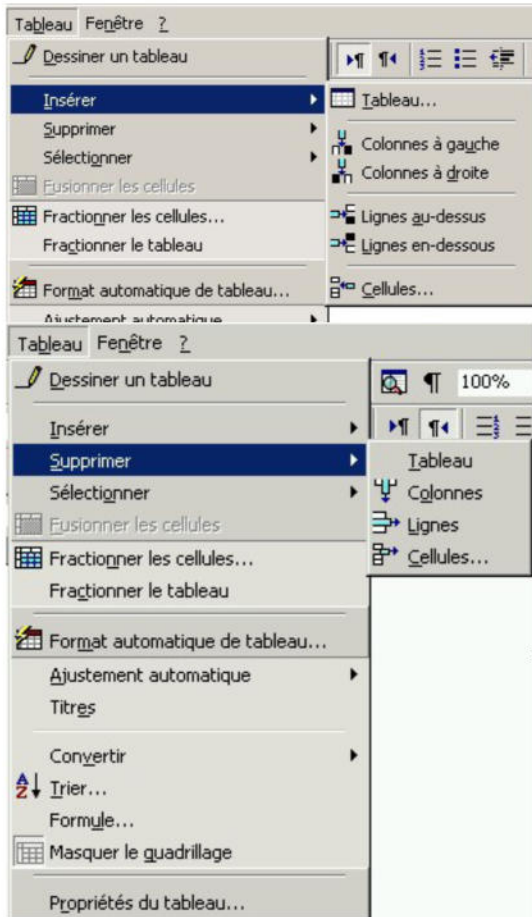 Tableau Fenêtre ?
Dessiner un tableau
Insérer
Tableau...
Supprimer
Colonnes à gauche
Sélectionner
Colonnes à droite
Fusionner les cellules
Fractionner les cellules...
Lignes au-dessus
Fractionner le tableau
Lignes en-dessous
Format automatique de tableau...
Cellules...
Ajustement automatique
Tableau Fenêtre ?
Dessiner un tableau
100%
Insérer
Supprimer
Tableau
Sélectionner
Colonnes
Fusionner les cellules
Lignes
Fractionner les cellules...
Cellules...
Fractionner le tableau
Format automatique de tableau...
Ajustement automatique
Titres
Convertir
Trier...
Formule...
Masquer le quadrillage
Propriétés du tableau...